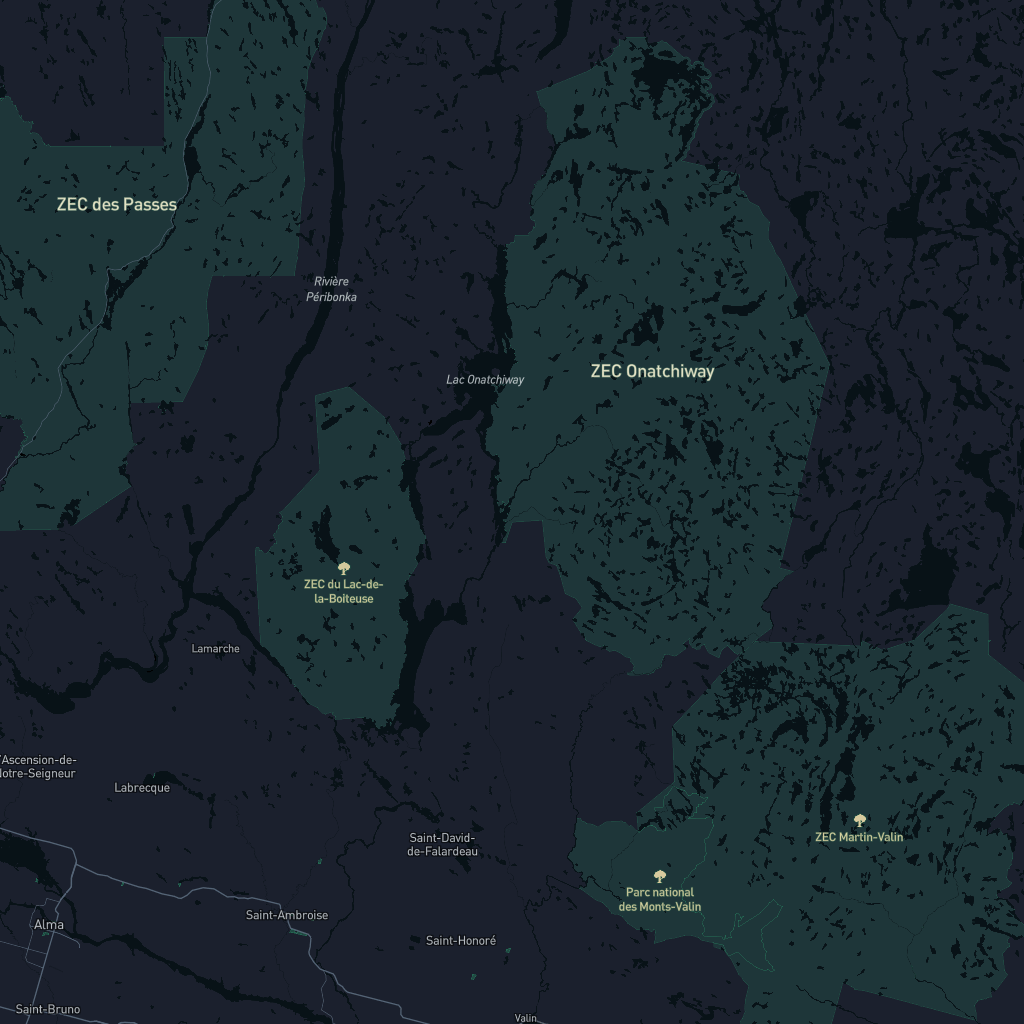 ZEC des Passes
Rivière
Péribonka
ZEC Onatchiway
Lac Onatchiway
ZEC du Lac-de-
la-Boiteuse
Lamarche
'Ascension-de-
Notre-Seigneur
Labrecque
Saint-David-
de-Falardeau
ZEC Martin-Valin
Parc national
des Monts-Valin
Saint-Ambroise
Alma
Saint-Honoré
Saint-Bruno
Valin